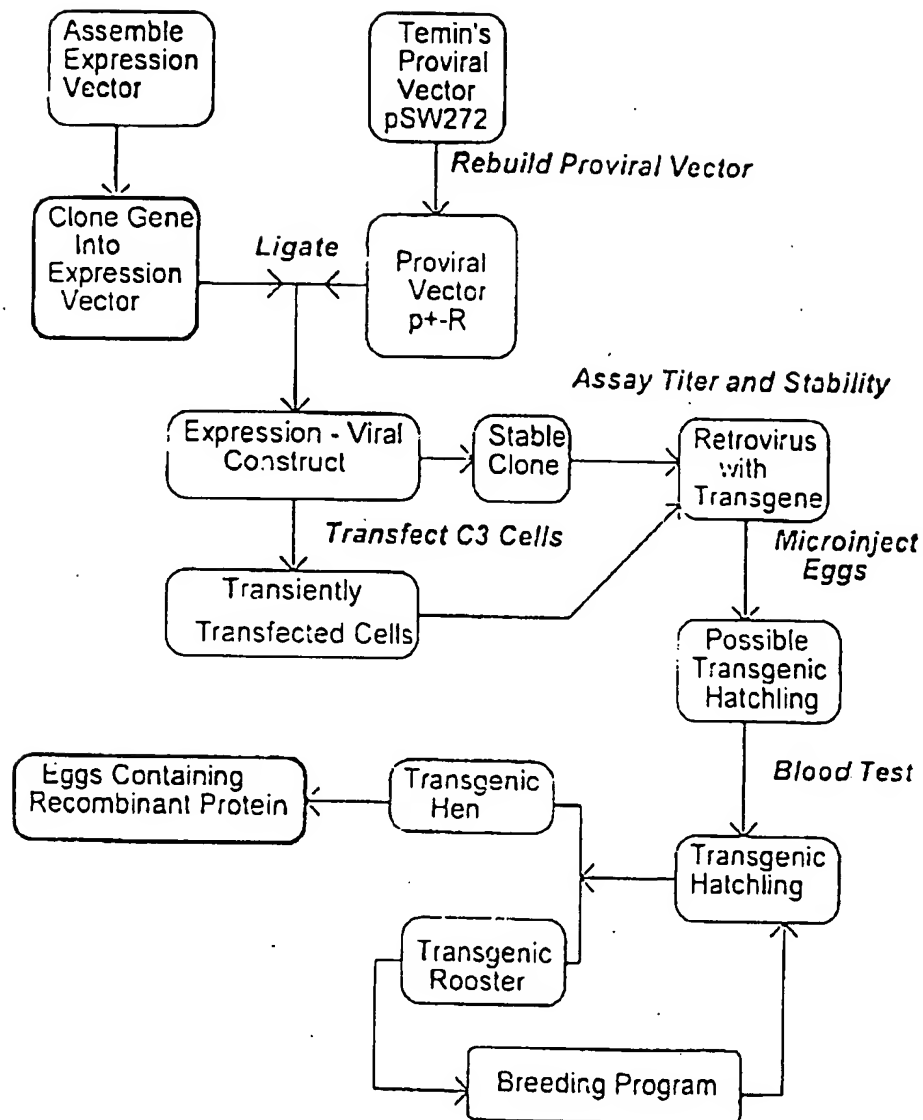 Assemble
Expression
Vector
Temin's
Proviral
Vector
pSW272
Rebuild Proviral Vector
Clone Gene
Into
Expression
Vector
Ligate
Proviral
Vector
p+-R
Assay Titer and Stability
Expression - Viral
Construct
Stable
Clone
Retrovirus
with
Transgene
Transfect C3 Cells
Microinject
Eggs
Transiently
Transfected Cells
Possible
Transgenic
Hatchling
Blood Test
Eggs Containing
Recombinant Protein
Transgenic
Hen
Transgenic
Hatchling
Transgenic
Rooster
Breeding Program